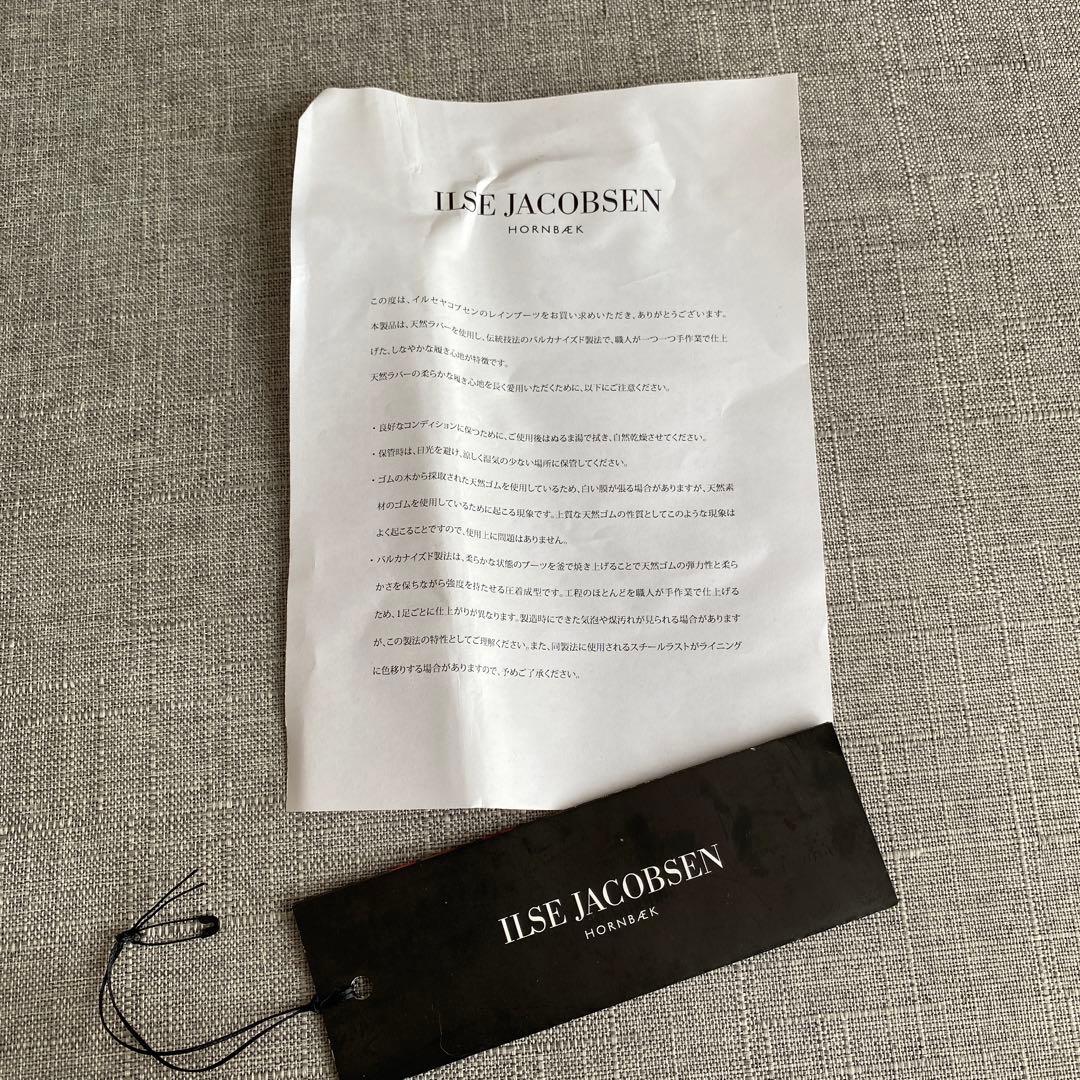 ILSE JACOBSEN
HORNBÆK
この度は、イルセヤコブセンのレインブーツをお買い求めいただき、ありがとうございます。
本製品は、天然ラバーを使用し、伝統技法のバルカナイズド製法で、職人が一つ一つ手作業で仕上
げた、しなやかな履き心地が特徴です。
天然ラバーの柔らかな履き心地を長く愛用いただくために、以下にご注意ください。
・良好なコンディションに保つために、ご使用後はぬるま湯で拭き、自然乾燥させてください。
・保管時は、日光を避け、涼しく湿気の少ない場所に保管してください。
・ゴムの木から採取された天然ゴムを使用しているため、白い膜が張る場合がありますが、天然素
材のゴムを使用しているために起こる現象です。上質な天然ゴムの性質としてこのような現象は
よく起こることですので、使用上に問題はありません。
・バルカナイズド製法は、柔らかな状態のブーツを釜で焼き上げることで天然ゴムの弾力性と柔ら
かさを保ちながら強度を持たせる圧着成型です。工程のほとんどを職人が手作業で仕上げる
ため、1足ごとに仕上がりが異なります。製造時にできた気泡や煤汚れが見られる場合があります
が、この製法の特性としてご理解ください。また、同製法に使用されるスチールラストがライニング
に色移りする場合がありますので、予めご了承ください。
ILSE JACOBSEN
HORNBÆK